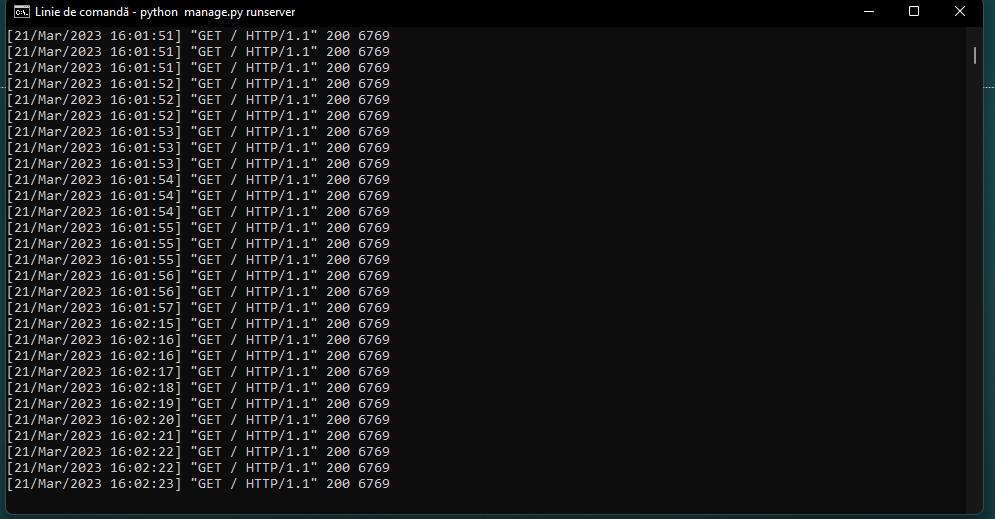 Linie de comandă - python  manage.py runserver
[21/Mar/2023 16:01:51] "GET / HTTP/1.1" 200 6769
[21/Mar/2023 16:01:51] "GET / HTTP/1.1" 200 6769
[21/Mar/2023 16:01:51] "GET / HTTP/1.1" 200 6769
[21/Mar/2023 16:01:52] "GET / HTTP/1.1" 200 6769
[21/Mar/2023 16:01:52] "GET / HTTP/1.1" 200 6769
[21/Mar/2023 16:01:52] "GET / HTTP/1.1" 200 6769
[21/Mar/2023 16:01:53] "GET / HTTP/1.1" 200 6769
[21/Mar/2023 16:01:53] "GET / HTTP/1.1" 200 6769
[21/Mar/2023 16:01:53] "GET / HTTP/1.1" 200 6769
[21/Mar/2023 16:01:54] "GET / HTTP/1.1" 200 6769
[21/Mar/2023 16:01:54] "GET / HTTP/1.1" 200 6769
[21/Mar/2023 16:01:54] "GET / HTTP/1.1" 200 6769
[21/Mar/2023 16:01:55] "GET / HTTP/1.1" 200 6769
[21/Mar/2023 16:01:55] "GET / HTTP/1.1" 200 6769
[21/Mar/2023 16:01:55] "GET / HTTP/1.1" 200 6769
[21/Mar/2023 16:01:56] "GET / HTTP/1.1" 200 6769
[21/Mar/2023 16:01:56] "GET / HTTP/1.1" 200 6769
[21/Mar/2023 16:01:57] "GET / HTTP/1.1" 200 6769
[21/Mar/2023 16:02:15] "GET / HTTP/1.1" 200 6769
[21/Mar/2023 16:02:16] "GET / HTTP/1.1" 200 6769
[21/Mar/2023 16:02:16] "GET / HTTP/1.1" 200 6769
[21/Mar/2023 16:02:17] "GET / HTTP/1.1" 200 6769
[21/Mar/2023 16:02:18] "GET / HTTP/1.1" 200 6769
[21/Mar/2023 16:02:19] "GET / HTTP/1.1" 200 6769
[21/Mar/2023 16:02:20] "GET / HTTP/1.1" 200 6769
[21/Mar/2023 16:02:21] "GET / HTTP/1.1" 200 6769
[21/Mar/2023 16:02:22] "GET / HTTP/1.1" 200 6769
[21/Mar/2023 16:02:22] "GET / HTTP/1.1" 200 6769
[21/Mar/2023 16:02:23] "GET / HTTP/1.1" 200 6769